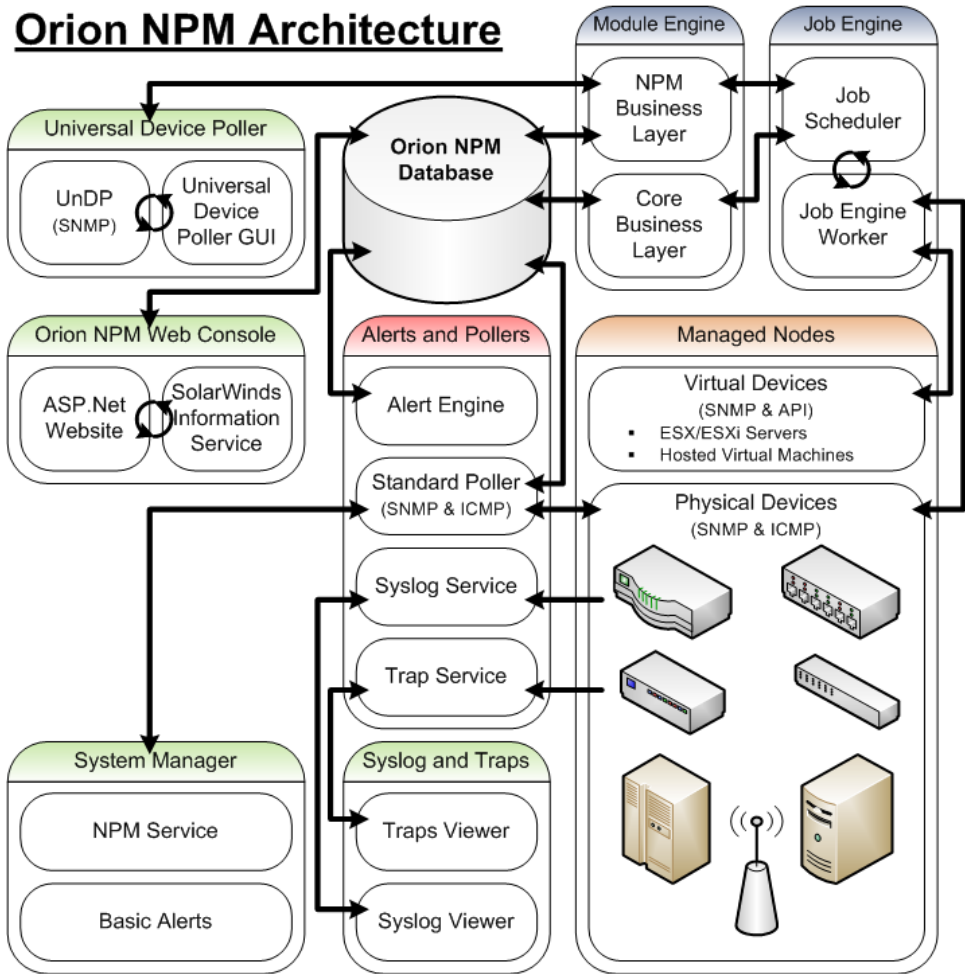 Orion NPM Architecture
Module Engine
NPM
Business
Layer
Core
Business
Layer
Job Engine
Job
Scheduler
Job Engine
Worker
Universal Device Poller
UnDP
(SNMP)
Universal
Device
Poller GUI
Orion NPM
Database
Orion NPM Web Console
ASP.Net
Website
SolarWinds
Information
Service
Alerts and Pollers
Alert Engine
Standard Poller
(SNMP & ICMP)
Syslog Service
Trap Service
Managed Nodes
Virtual Devices
(SNMP & API)
▪ ESX/ESXi Servers
▪ Hosted Virtual Machines
Physical Devices
(SNMP & ICMP)
System Manager
NPM Service
Basic Alerts
Syslog and Traps
Traps Viewer
Syslog Viewer